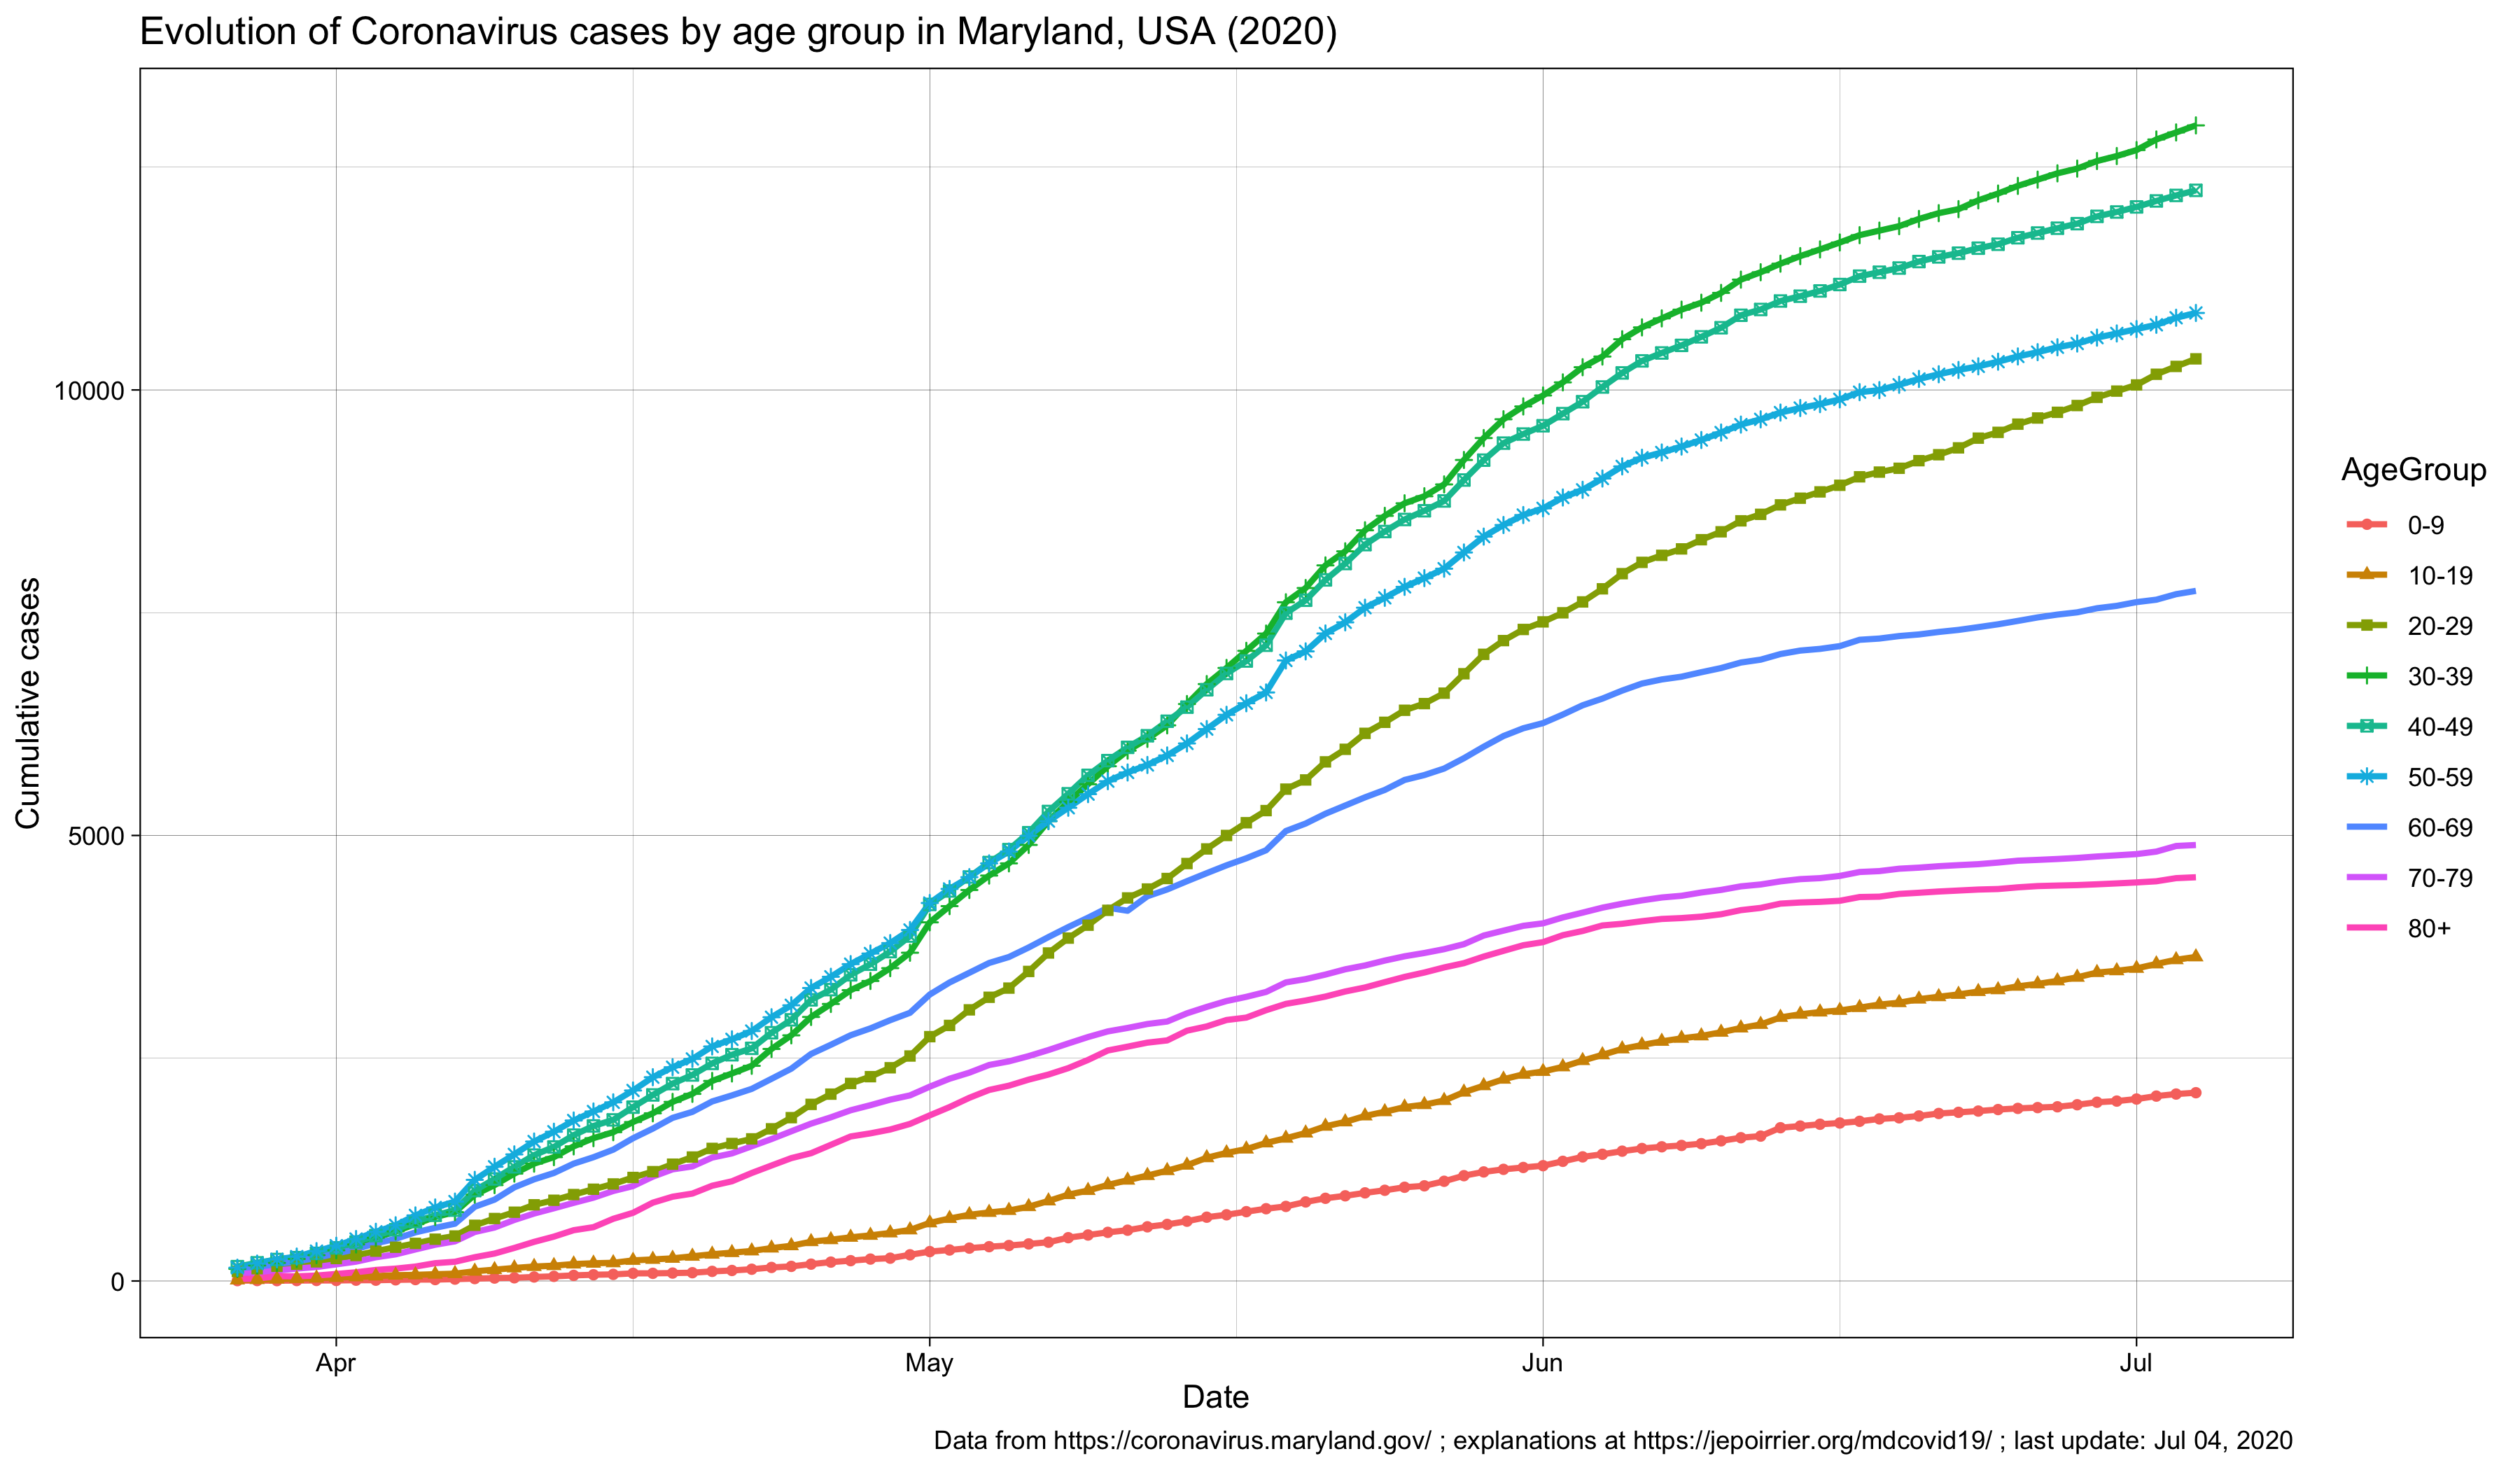 Evolution of Coronavirus cases by age group in Maryland, USA (2020)
Cumulative cases
10000
5000
0
Apr
May
Jun
Jul
Date
AgeGroup
0-9
10-19
20-29
30-39
40-49
50-59
60-69
70-79
80+
Data from https://coronavirus.maryland.gov/ ; explanations at https://jepoirrier.org/mdcovid19/ ; last update: Jul 04, 2020